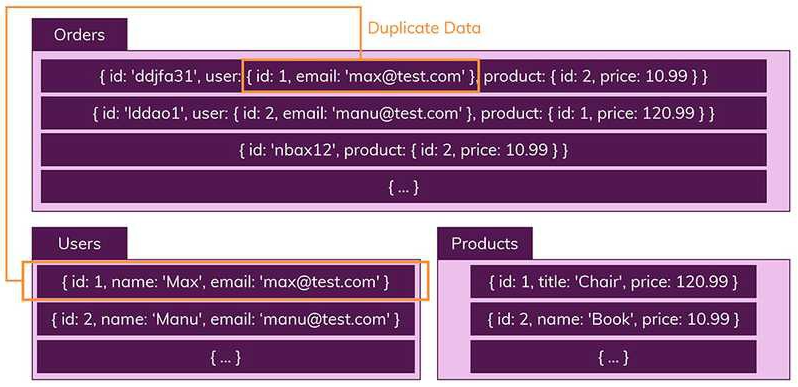 Duplicate Data
Orders
{ id: 'ddjfa31', user: { id: 1, email: 'max@test.com' }, product: { id: 2, price: 10.99 } }
{ id: 'lddao1', user: { id: 2, email: 'manu@test.com' }, product: { id: 1, price: 120.99 } }
{ id: 'nbax12', product: { id: 2, price: 10.99 } }
{ ... }
Users
{ id: 1, name: 'Max', email: 'max@test.com' }
{ id: 2, name: 'Manu', email: 'manu@test.com' }
{ ... }
Products
{ id: 1, title: 'Chair', price: 120.99 }
{ id: 2, name: 'Book', price: 10.99 }
{ ... }